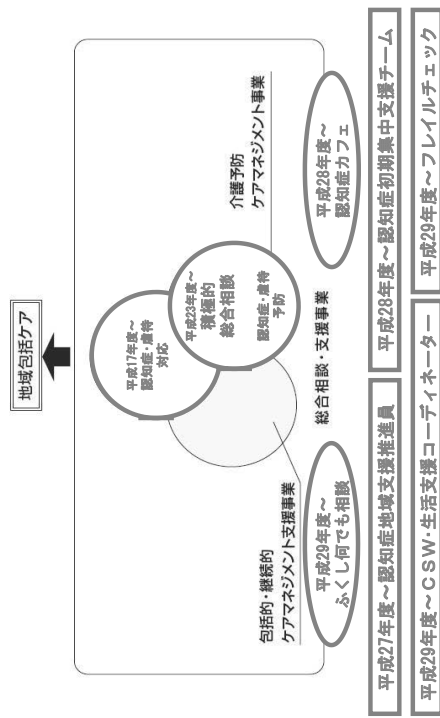 地域包括ケア
平成17年度～
認知症・虐待
対応
平成23年度～
積極的
総合相談
認知症・虐待
予防
介護予防
ケアマネジメント事業
包括的・継続的
ケアマネジメント支援事業
総合相談・支援事業
平成29年度～
ふくし何でも相談
平成28年度～
認知症カフェ
平成27年度～認知症地域支援推進員
平成28年度～認知症初期集中支援チーム
平成29年度～ＣＳＷ・生活支援コーディネーター
平成29年度～フレイルチェック